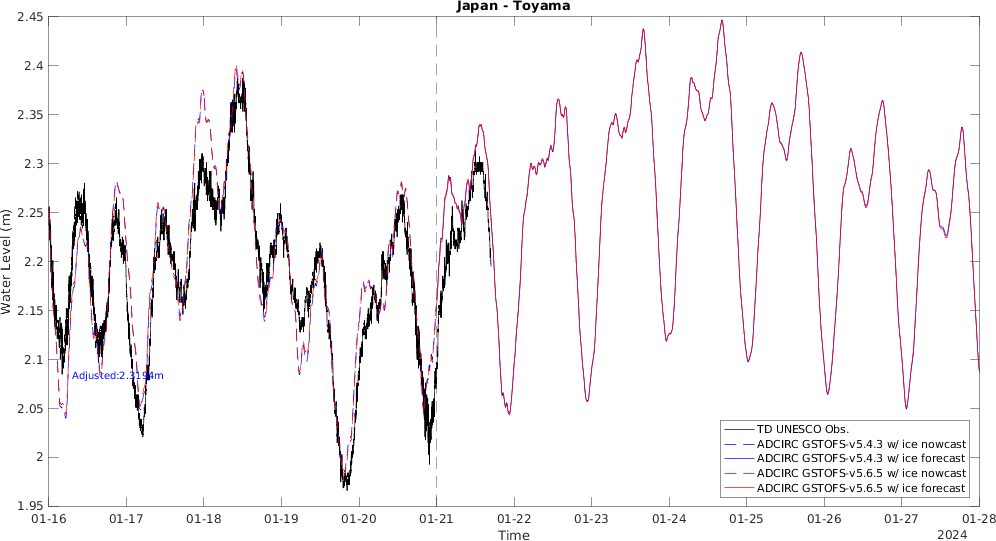 Japan - Toyama
2.45
2.4
2.35
2.3
2.25
2.2
2.15
2.1
2.05
2
1.95
Water Level (m)
Adjusted:2.3194m
TD UNESCO Obs.
ADCIRC GSTOFS-v5.4.3 w/ ice nowcast
ADCIRC GSTOFS-v5.4.3 w/ ice forecast
ADCIRC GSTOFS-v5.6.5 w/ ice nowcast
ADCIRC GSTOFS-v5.6.5 w/ ice forecast
01-16 01-17 01-18 01-19 01-20 01-21 01-22 01-23 01-24 01-25 01-26 01-27 01-28
Time
2024